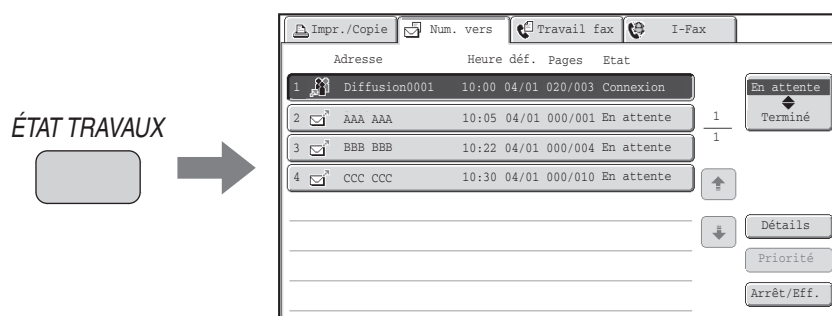 ÉTAT TRAVAUX
Impr./Copie Num. vers Travail fax I-Fax
Adresse Heure déf. Pages Etat
1 Diffusion0001 10:00 04/01 020/003 Connexion
2 AAA AAA 10:05 04/01 000/001 En attente
3 BBB BBB 10:22 04/01 000/004 En attente
4 CCC CCC 10:30 04/01 000/010 En attente
1
1
En attente
Terminé
Détails
Priorité
Arrêt/Eff.